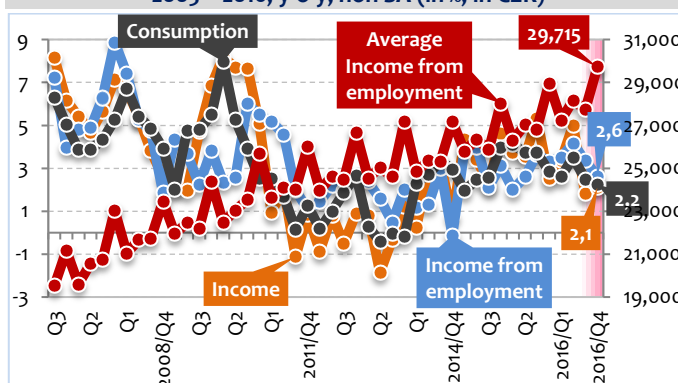 2005 – 2016, y-o-y, non SA (in %, in CZK)
9
7
5
3
1
-1
-3
31,000
29,000
27,000
25,000
23,000
21,000
19,000
Consumption
Average
Income from
employment
29,715
2,6
2,2
2,1
Income
Income from
employment
Q3
Q2
Q1
2008/Q4
Q3
Q2
Q1
2011/Q4
Q3
Q2
Q1
2014/Q4
Q3
Q2
2016/Q1
2016/Q4